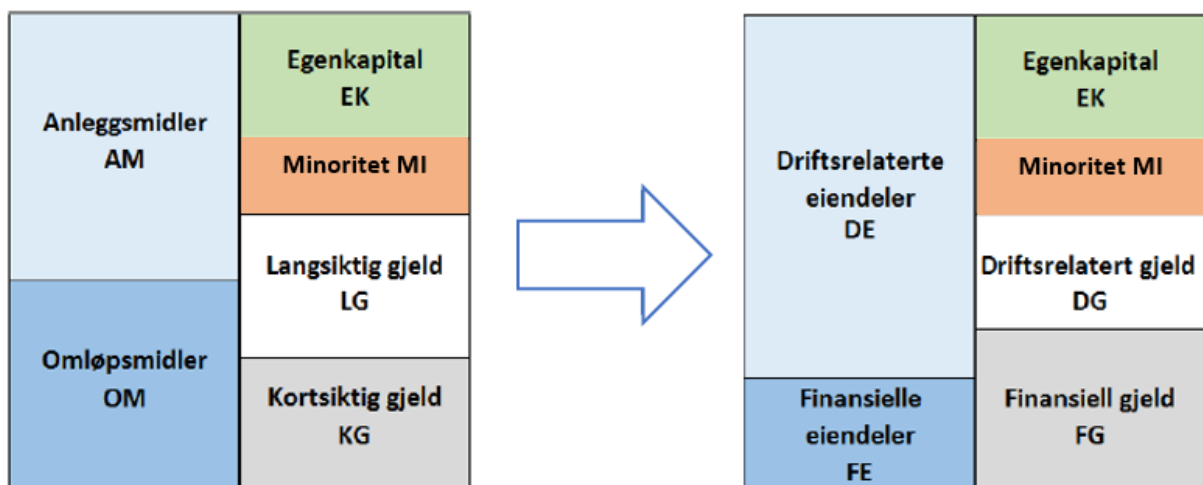 Anleggsmidler
AM
Omløpsmidler
OM
Egenkapital
EK
Minoritet MI
Langsiktig gjeld
LG
Kortsiktig gjeld
KG
Driftsrelaterte
eiendeler
DE
Finansielle
eiendeler
FE
Egenkapital
EK
Minoritet MI
Driftsrelatert gjeld
DG
Finansiell gjeld
FG